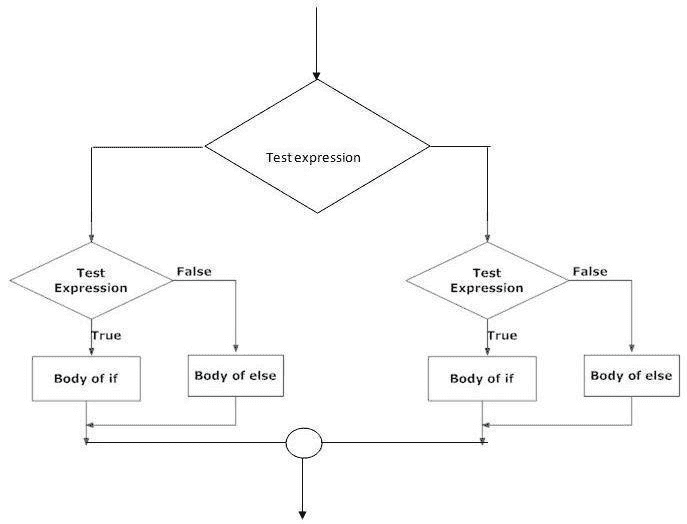 Test expression
Test
Expression
False
True
Body of if
Body of else
Test
Expression
False
True
Body of if
Body of else